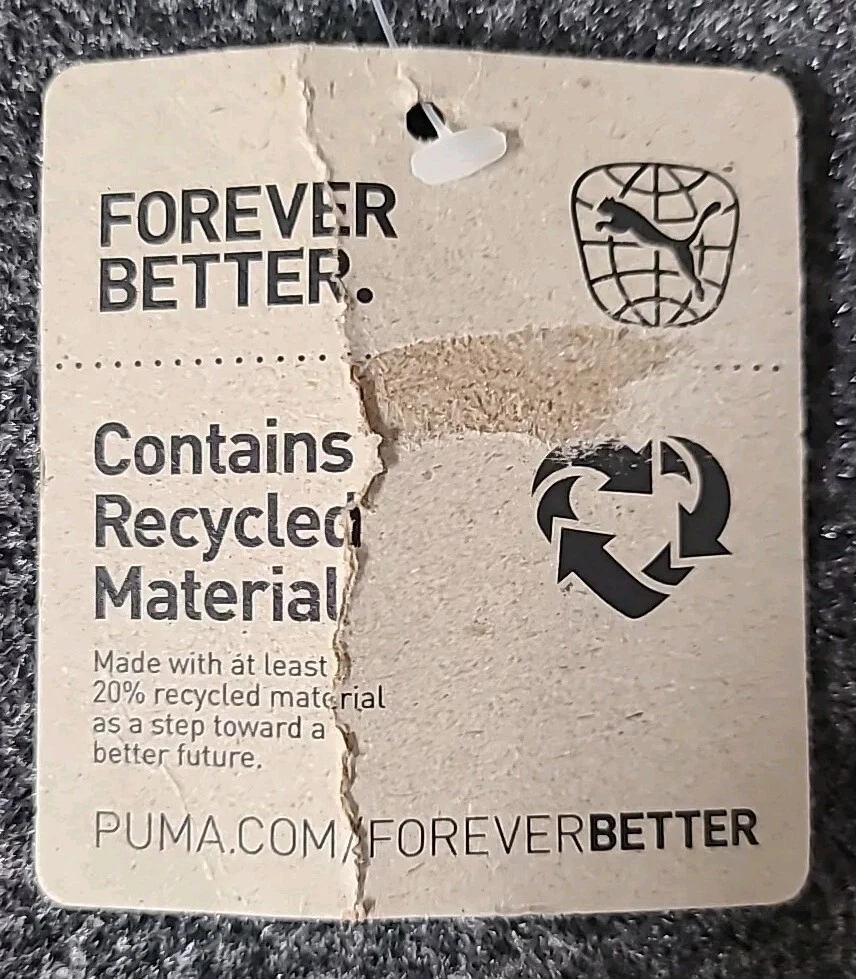 FOREVER
BETTER.
Contains
Recycled
Material
Made with at least
20% recycled material
as a step toward a
better future.
PUMA.COM/FOREVERBETTER